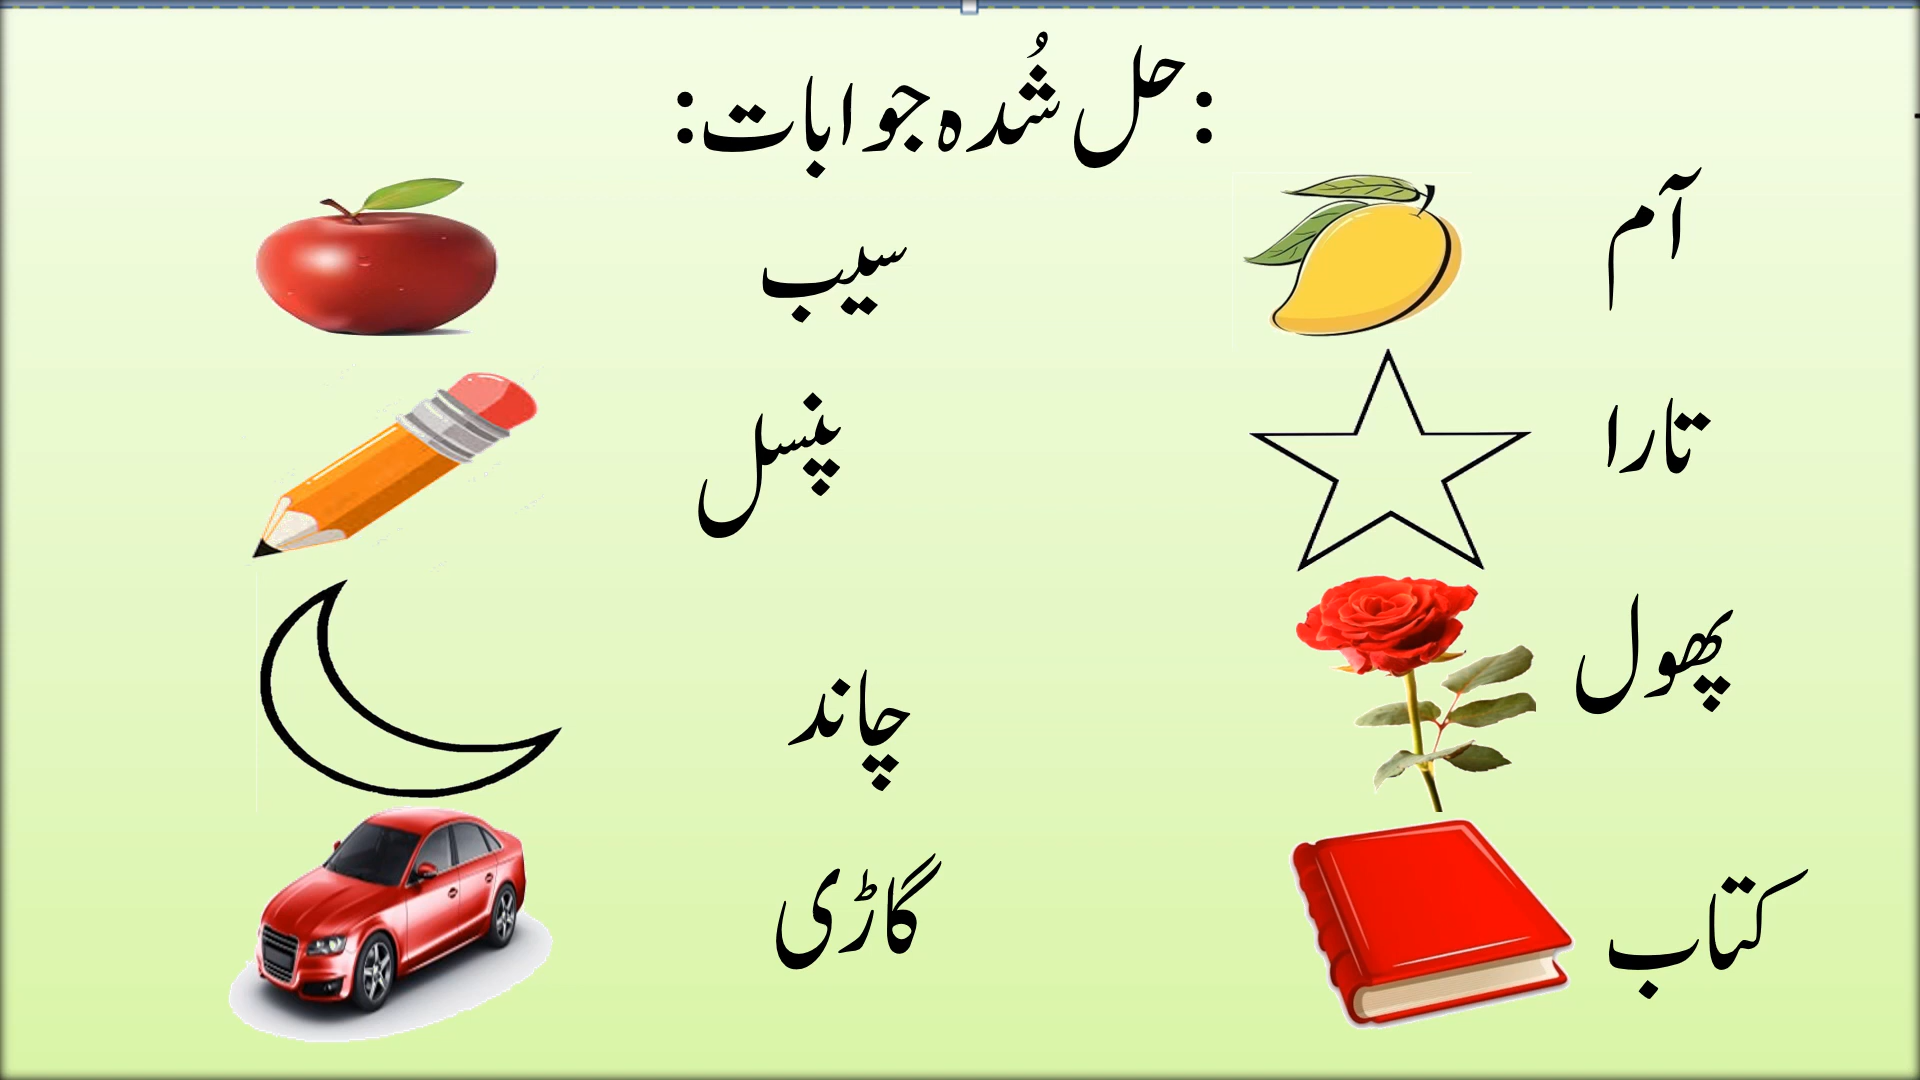 :حل شُدہ جوابات:
آم
سیب
تارا
پنسل
پھول
چاند
کتاب
گاڑی